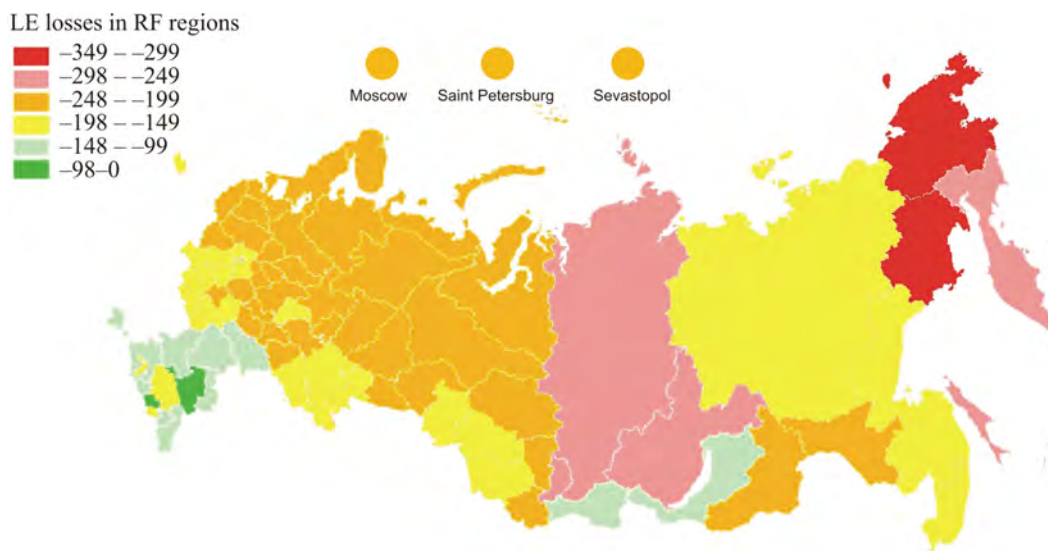 LE losses in RF regions
–349 – –299
–298 – –249
–248 – –199
–198 – –149
–148 – –99
–98–0
Moscow
Saint Petersburg
Sevastopol